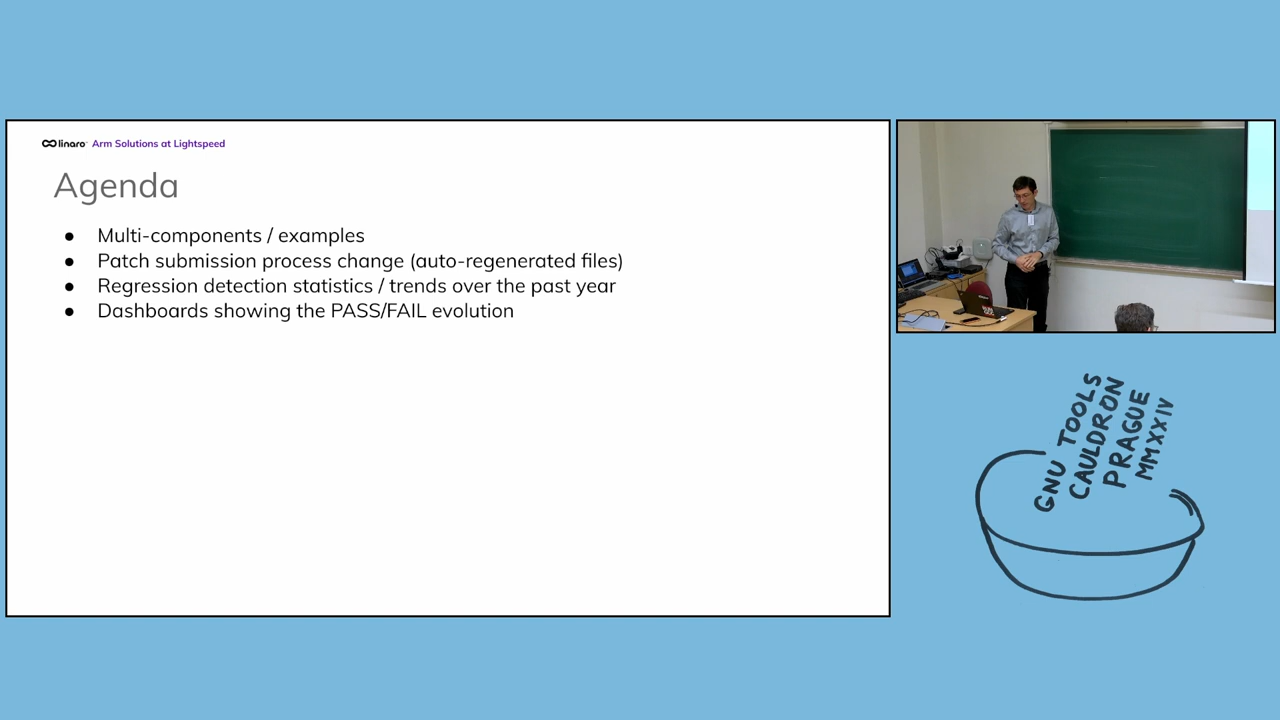 linaro Arm Solutions at Lightspeed
Agenda
● Multi-components / examples
● Patch submission process change (auto-regenerated files)
● Regression detection statistics / trends over the past year
● Dashboards showing the PASS/FAIL evolution
GNU TOOLS
CAULDRON
PRAGUE
MMXXIV